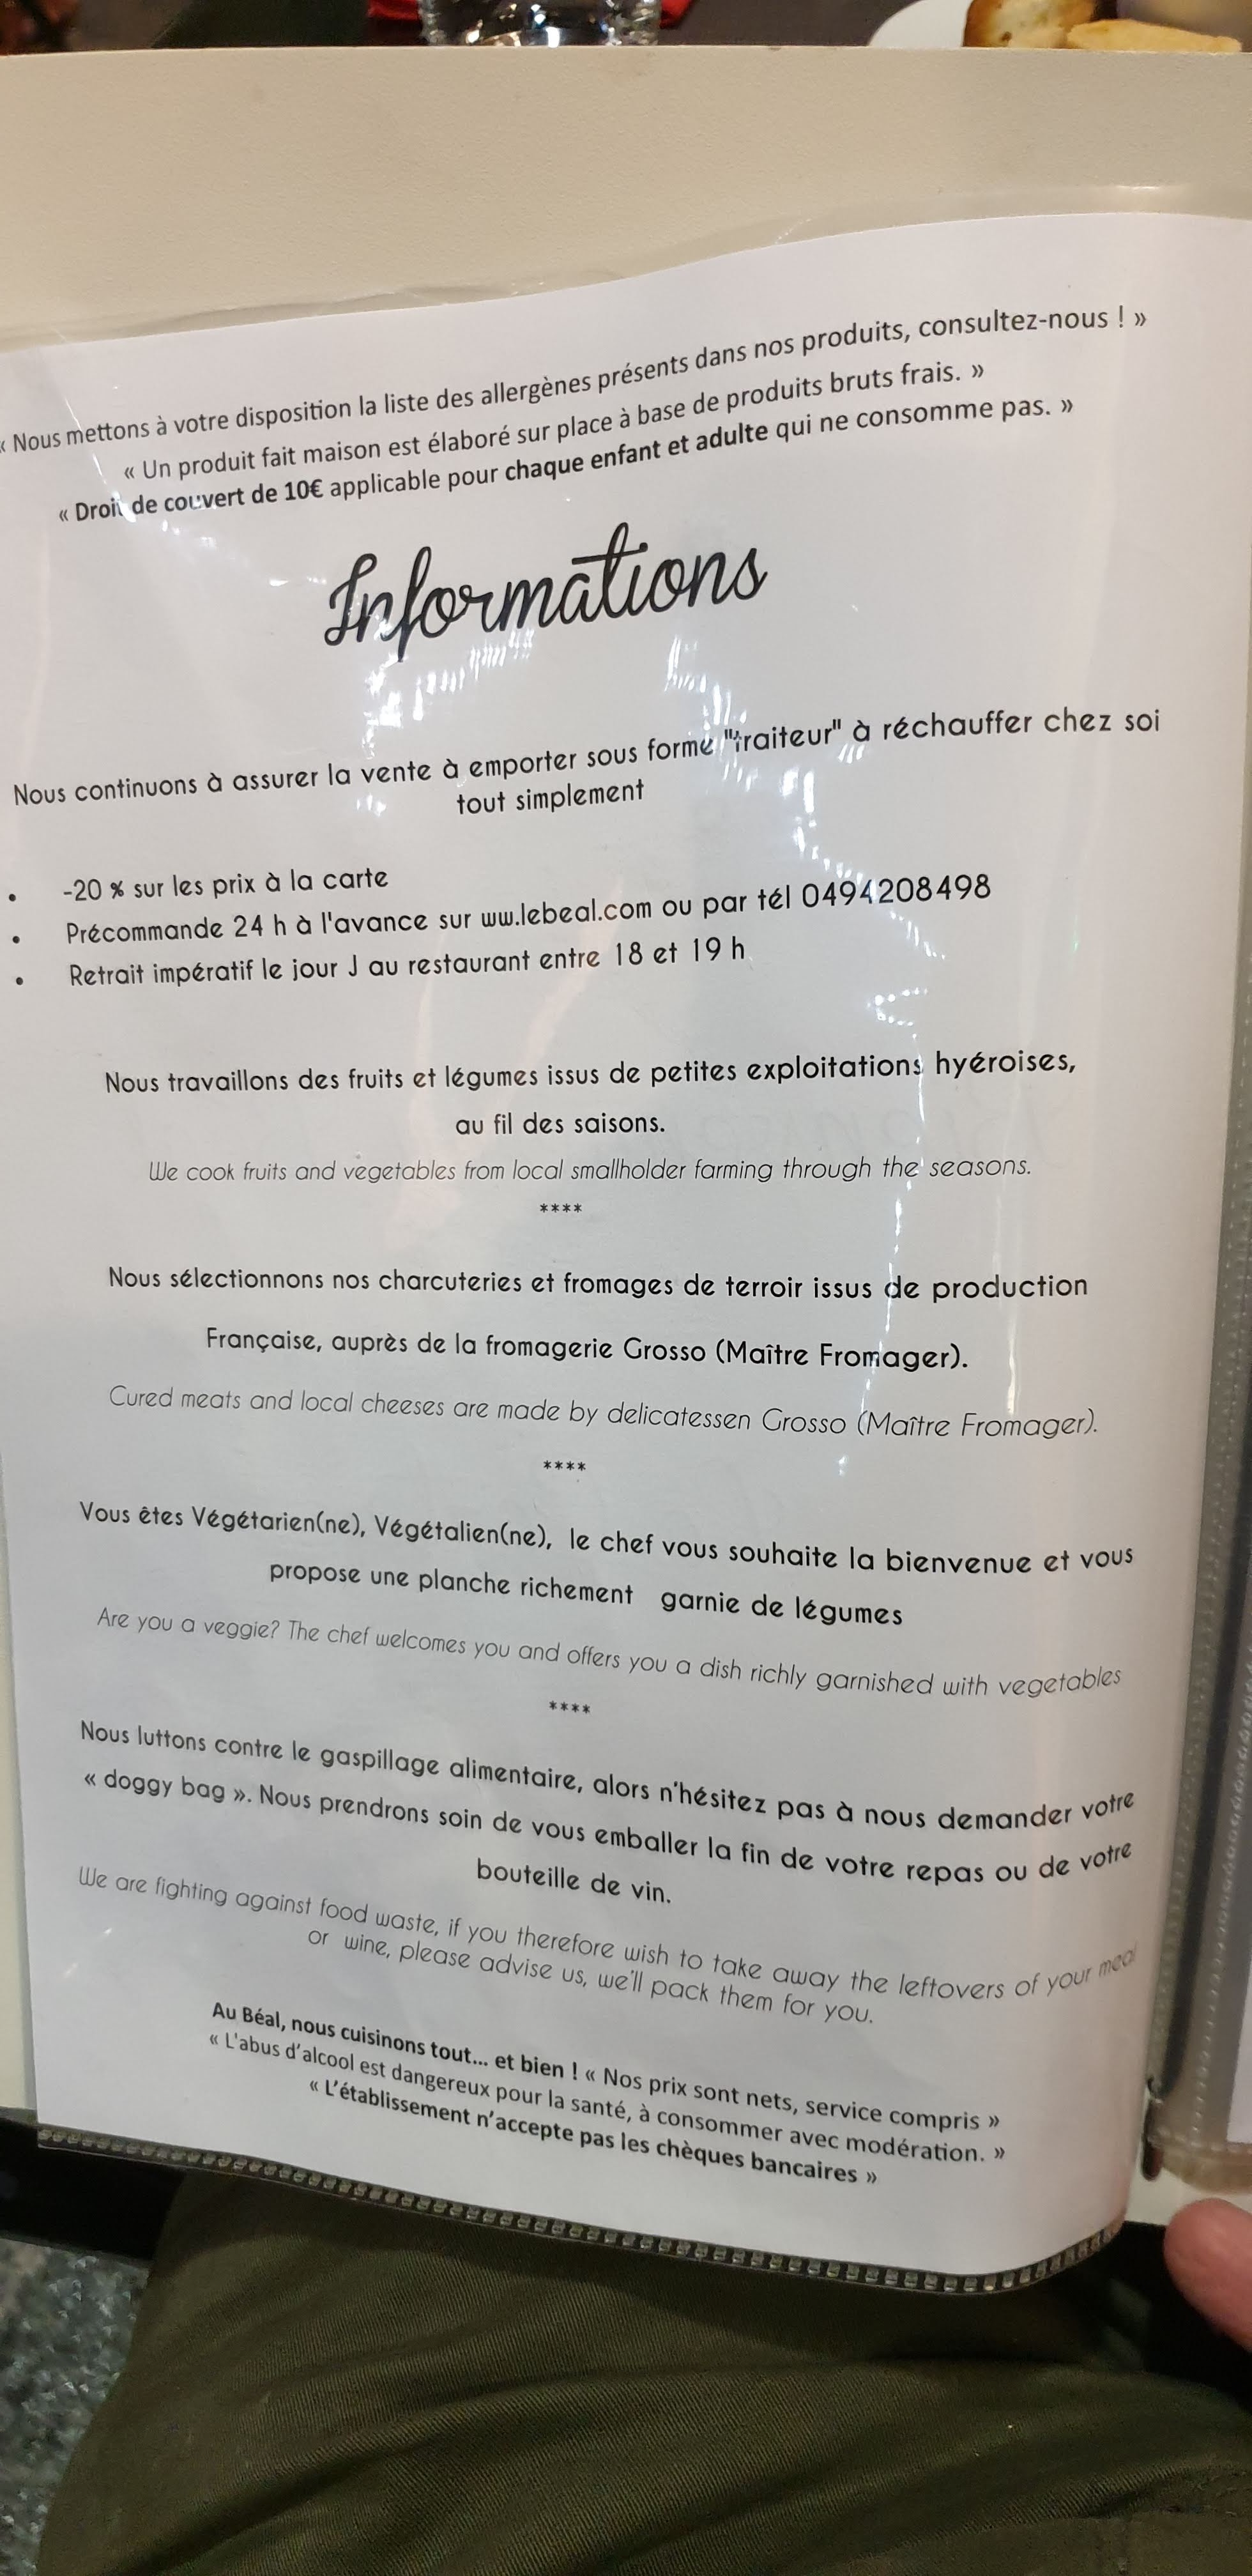 « Nous mettons à votre disposition la liste des allergènes présents dans nos produits, consultez-nous ! »
« Un produit fait maison est élaboré sur place à base de produits bruts frais. »
« Droit de couvert de 10€ applicable pour chaque enfant et adulte qui ne consomme pas. »
Informations
Nous continuons à assurer la vente à emporter sous forme "traiteur" à réchauffer chez soi
tout simplement
• -20 % sur les prix à la carte
• Précommande 24 h à l'avance sur ww.lebeal.com ou par tél 0494208498
• Retrait impératif le jour J au restaurant entre 18 et 19 h
Nous travaillons des fruits et légumes issus de petites exploitations hyéroises,
au fil des saisons.
We cook fruits and vegetables from local smallholder farming through the seasons.
****
Nous sélectionnons nos charcuteries et fromages de terroir issus de production
Française, auprès de la fromagerie Grosso (Maître Fromager).
Cured meats and local cheeses are made by delicatessen Grosso (Maître Fromager).
****
Vous êtes Végétarien(ne), Végétalien(ne), le chef vous souhaite la bienvenue et vous
propose une planche richement garnie de légumes
Are you a veggie? The chef welcomes you and offers you a dish richly garnished with vegetables
****
Nous luttons contre le gaspillage alimentaire, alors n'hésitez pas à nous demander votre
« doggy bag ». Nous prendrons soin de vous emballer la fin de votre repas ou de votre
bouteille de vin.
We are fighting against food waste, if you therefore wish to take away the leftovers of your meal
or wine, please advise us, we'll pack them for you.
Au Béal, nous cuisinons tout... et bien ! « Nos prix sont nets, service compris »
« L'abus d'alcool est dangereux pour la santé, à consommer avec modération. »
« L'établissement n'accepte pas les chèques bancaires »